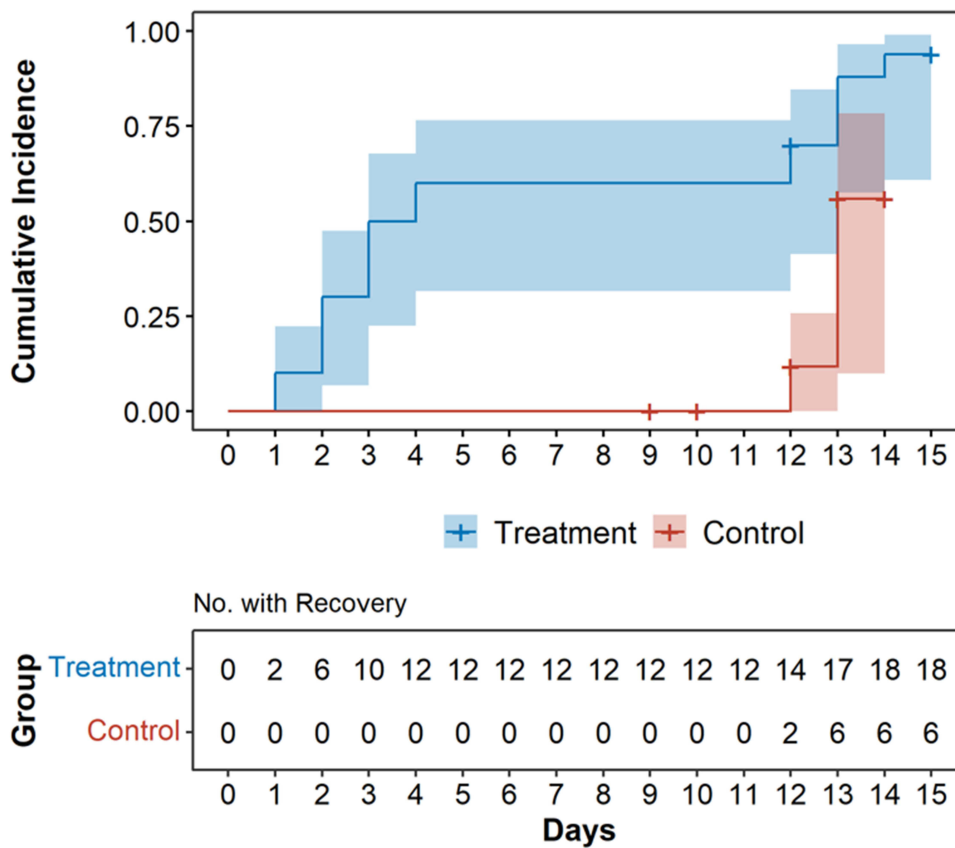 Cumulative Incidence
1.00
0.75
0.50
0.25
0.00
0 1 2 3 4 5 6 7 8 9 10 11 12 13 14 15
Treatment Control
No. with Recovery
Group
Treatment 0 2 6 10 12 12 12 12 12 12 12 12 14 17 18 18
Control 0 0 0 0 0 0 0 0 0 0 0 0 2 6 6 6
0 1 2 3 4 5 6 7 8 9 10 11 12 13 14 15
Days